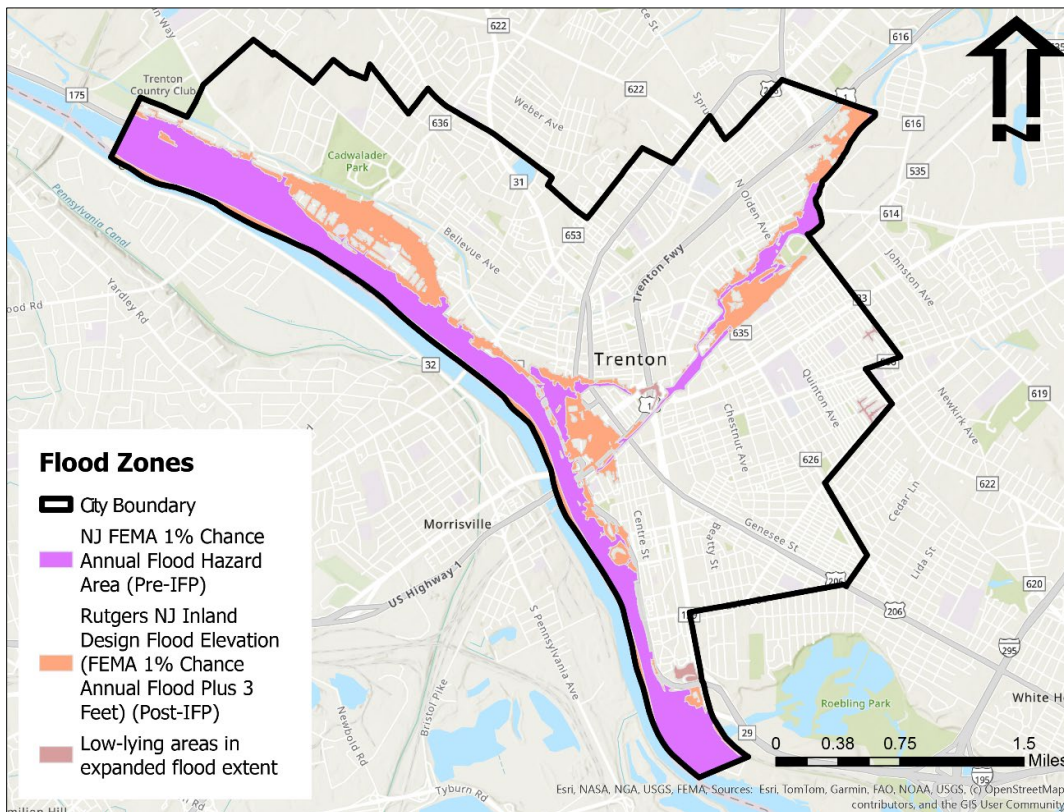 622
616
Trenton
Country Club
175
1
622
Weber Ave
636
616
Cadwalader
Park
31
535
N Olden Ave
614
653
Pennsylvania
Canal
Bellevue Ave
Trenton Fwy
Johnston Ave
Yardley Rd
635
32
Trenton
1
Quinton Ave
619
Chestnut Ave
Newkirk Ave
626
622
Flood Zones
City Boundary
NJ FEMA 1% Chance
Annual Flood Hazard
Area (Pre-IFP)
Rutgers NJ Inland
Design Flood Elevation
(FEMA 1% Chance
Annual Flood Plus 3
Feet) (Post-IFP)
Low-lying areas in
expanded flood extent
Morrisville
Centre St
Beatty St
Genesee St
Cedar Ln
Lida St
206
620
US Highway 1
206
S Pennsylvania Ave
295
Roebling Park
White H
Bristol Pike
Newbold
Rd
29
0 0.38 0.75 1.5
Miles
195
Tyburn Rd
Esri, NASA, NGA, USGS, FEMA, Sources: Esri, TomTom, Garmin, FAO, NOAA, USGS, (c) OpenStreetMap
contributors, and the GIS User Community
N